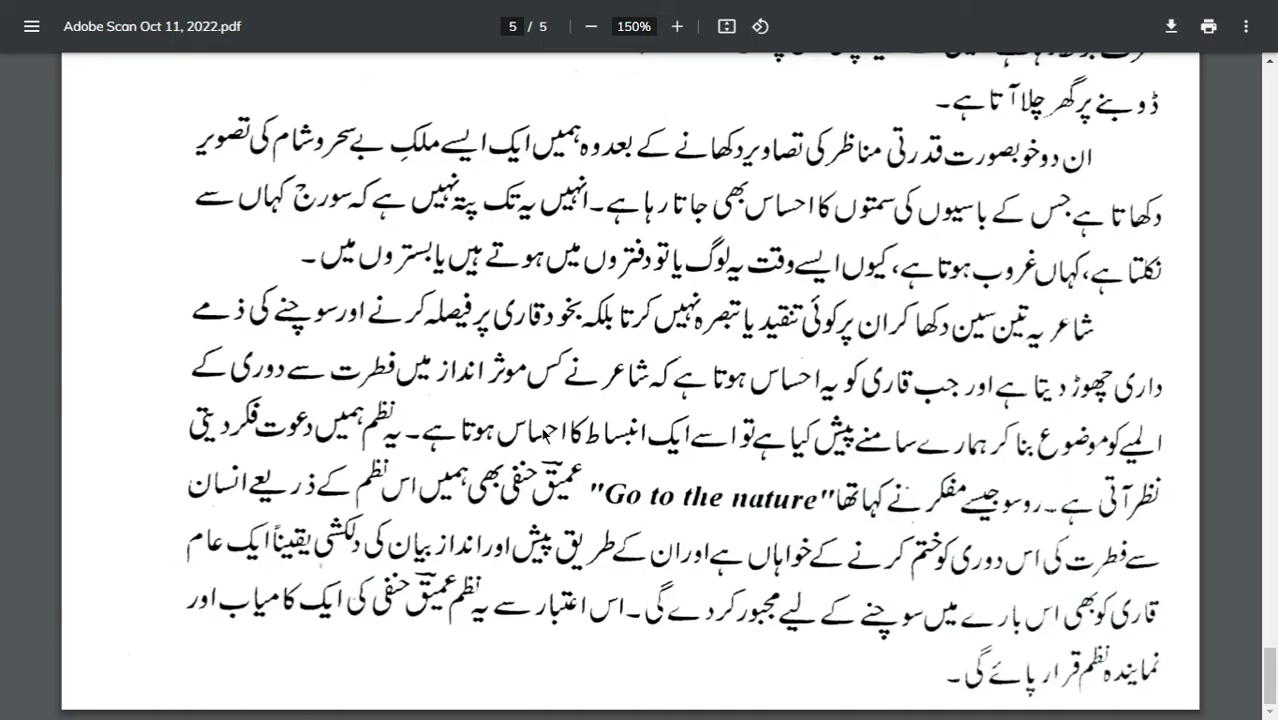 Adobe Scan Oct 11, 2022.pdf
5 / 5
150%
ڈوبنے پر گھر چلا آتا ہے۔
ان دو خوبصورت قدرتی مناظر کی تصاویر دکھانے کے بعد وہ ہمیں ایک ایسے ملکِ بے سحر و شام کی تصویر
دکھاتا ہے جس کے باسیوں کی سمتوں کا احساس بھی جاتا رہا ہے۔ انہیں یہ تک پتہ نہیں ہے کہ سورج کہاں سے
نکلتا ہے، کہاں غروب ہوتا ہے، کیوں ایسے وقت یہ لوگ یا تو دفتروں میں ہوتے ہیں یا بستروں میں۔
شاعر یہ تین سین دکھا کر ان پر کوئی تنقید یا تبصرہ نہیں کرتا بلکہ بخود قاری پر فیصلہ کرنے اور سوچنے کی ذمے
داری چھوڑ دیتا ہے اور جب قاری کو یہ احساس ہوتا ہے کہ شاعر نے کس موثر انداز میں فطرت سے دوری کے
المیے کو موضوع بنا کر ہمارے سامنے پیش کیا ہے تو اسے ایک انبساط کا احساس ہوتا ہے۔ یہ نظم ہمیں دعوت فکر دیتی
نظر آتی ہے۔ روسو جیسے مفکر نے کہا تھا "Go to the nature" عمیقؔ حنفی بھی ہمیں اس نظم کے ذریعے انسان
سے فطرت کی اس دوری کو ختم کرنے کے خواہاں ہے اور ان کے طریق پیش اور انداز بیان کی دلکشی یقیناً ایک عام
قاری کو بھی اس بارے میں سوچنے کے لیے مجبور کر دے گی۔ اس اعتبار سے یہ نظم عمیقؔ حنفی کی ایک کامیاب اور
نمایندہ نظم قرار پائے گی۔